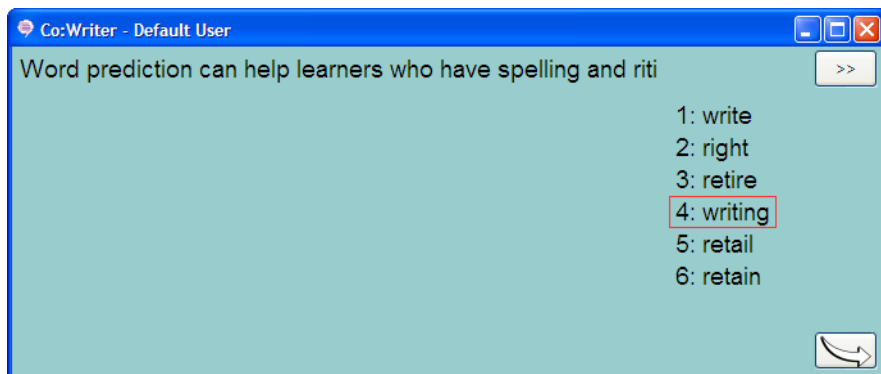 Co:Writer - Default User
Word prediction can help learners who have spelling and riti
>>
1: write
2: right
3: retire
4: writing
5: retail
6: retain